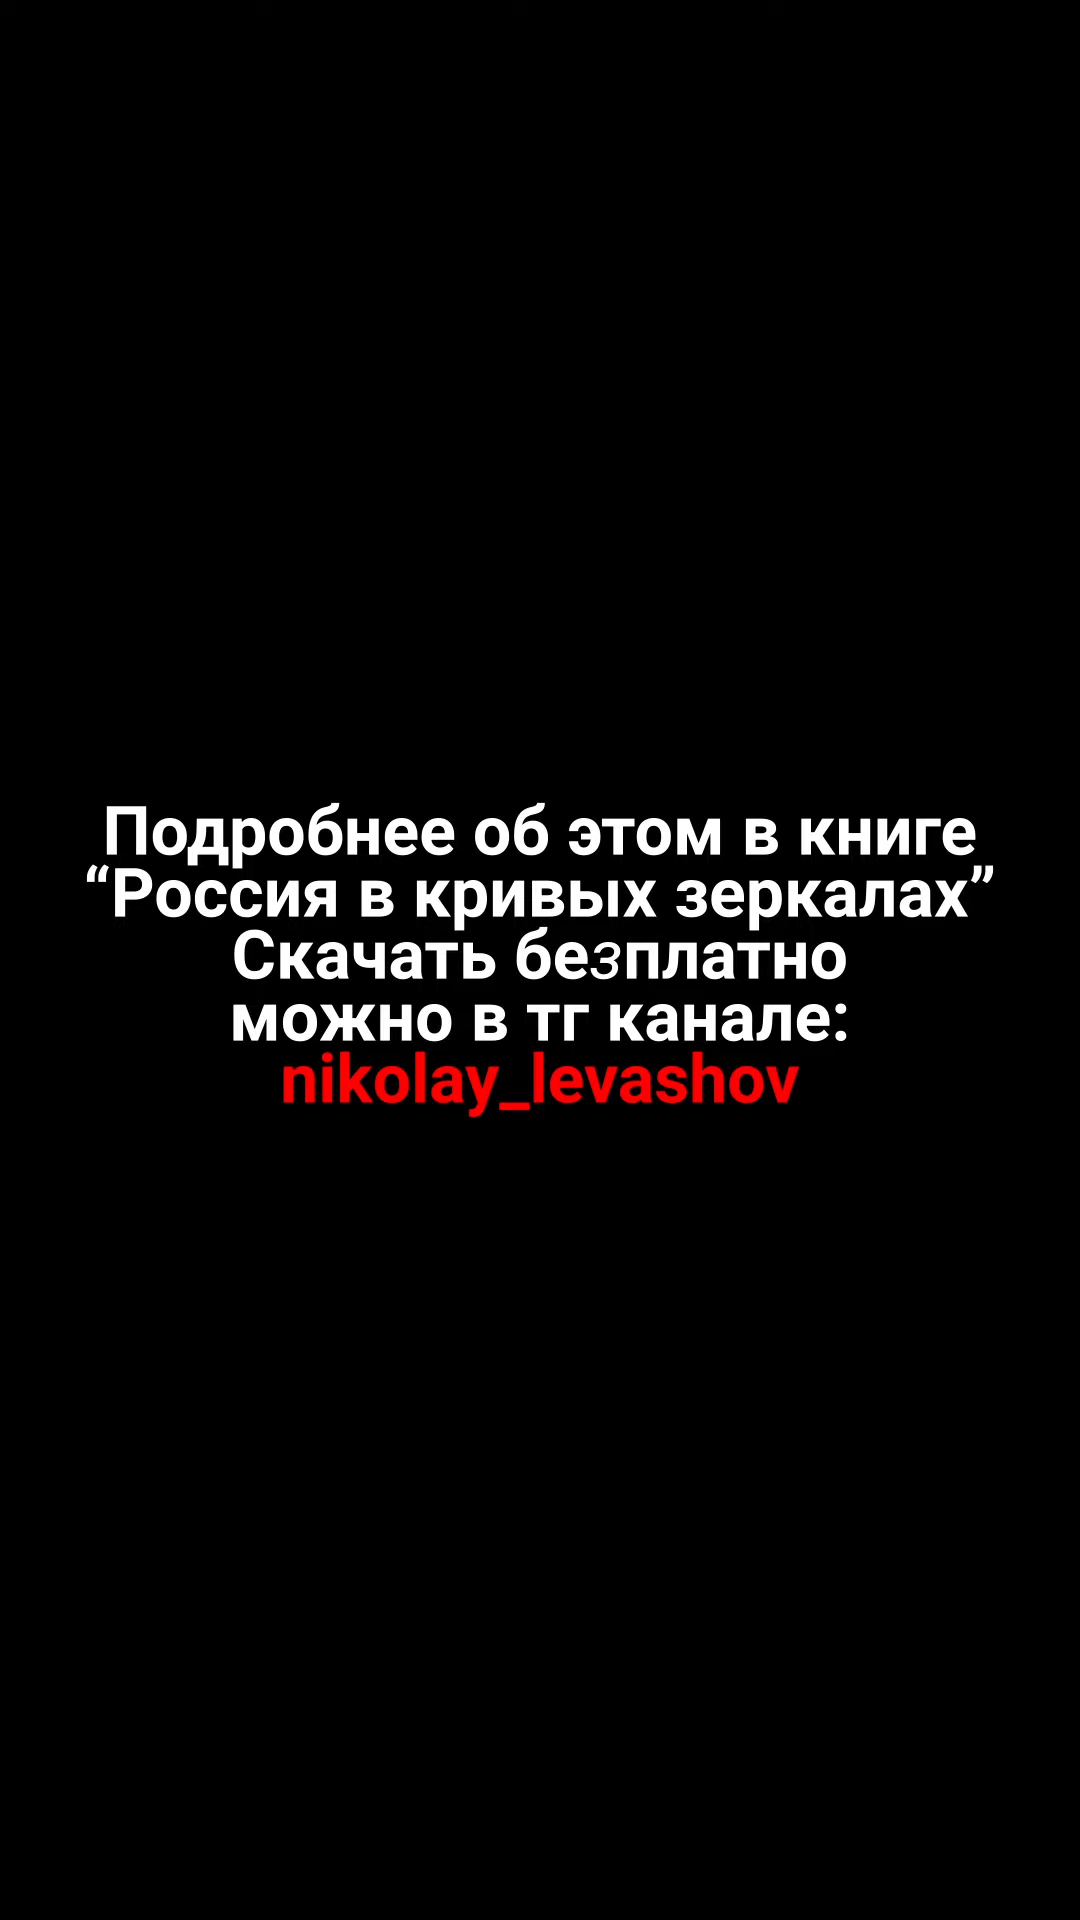 Подробнее об этом в книге
“Россия в кривых зеркалах”
Скачать безплатно
можно в тг канале:
nikolay_levashov